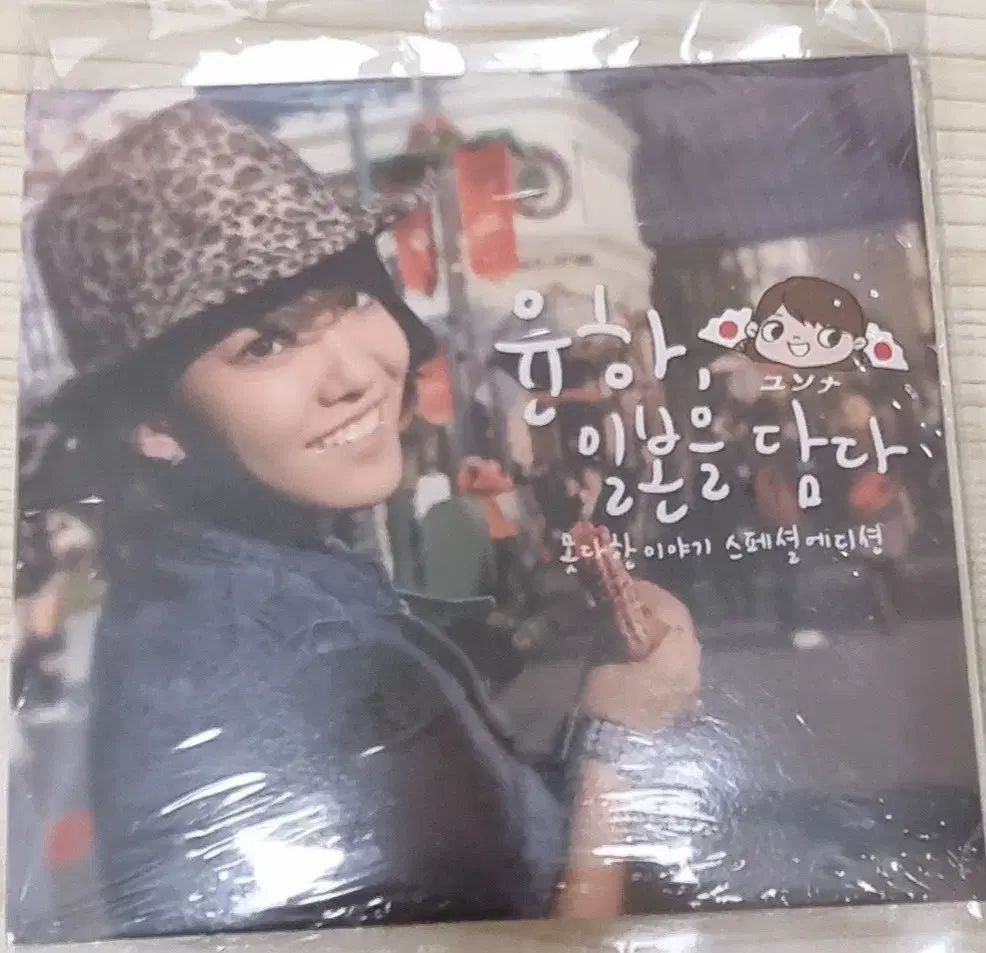 윤하,
ユンナ
일본을 담다
못다한 이야기 스페셜 에디션